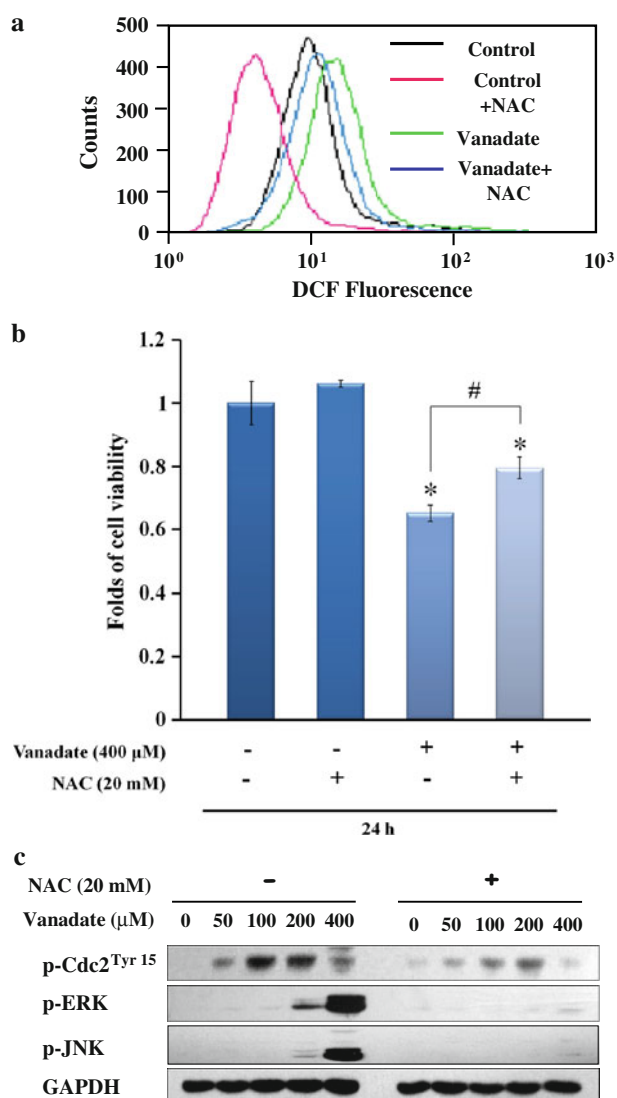 a
500
400
300
200
100
0
Counts
10⁰ 10¹ 10² 10³
DCF Fluorescence
Control
Control
+NAC
Vanadate
Vanadate+
NAC
b
1.2
1
0.8
0.6
0.4
0.2
0
Folds of cell viability
#
* *
Vanadate (400 µM) - - + +
NAC (20 mM) - + - +
24 h
c
NAC (20 mM) - +
Vanadate (µM) 0 50 100 200 400 0 50 100 200 400
p-Cdc2Tyr 15
p-ERK
p-JNK
GAPDH